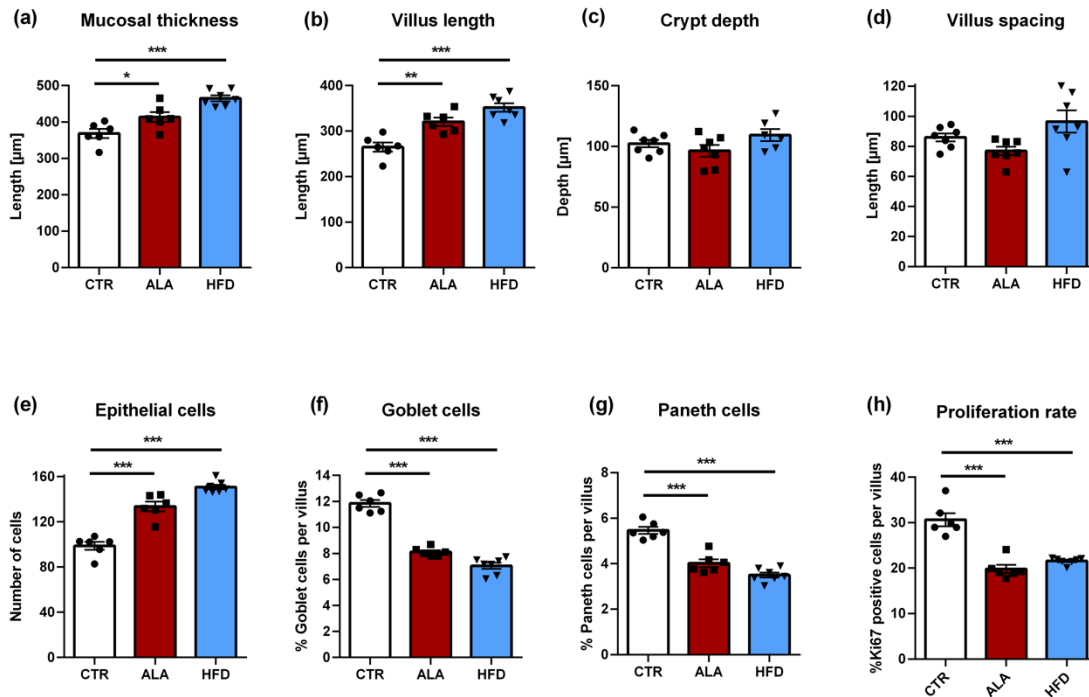 (a) Mucosal thickness
Length [µm]
500
400
300
200
100
0
*
***
CTR ALA HFD
(b) Villus length
Length [µm]
400
300
200
100
0
**
***
CTR ALA HFD
(c) Crypt depth
Depth [µm]
150
100
50
0
CTR ALA HFD
(d) Villus spacing
Length [µm]
120
100
80
60
40
20
0
CTR ALA HFD
(e) Epithelial cells
Number of cells
160
120
80
40
0
***
***
CTR ALA HFD
(f) Goblet cells
% Goblet cells per villus
14
12
10
8
6
4
2
0
***
***
CTR ALA HFD
(g) Paneth cells
% Paneth cells per villus
8
6
4
2
0
***
***
CTR ALA HFD
(h) Proliferation rate
%Ki67 positive cells per villus
40
30
20
10
0
***
***
CTR ALA HFD